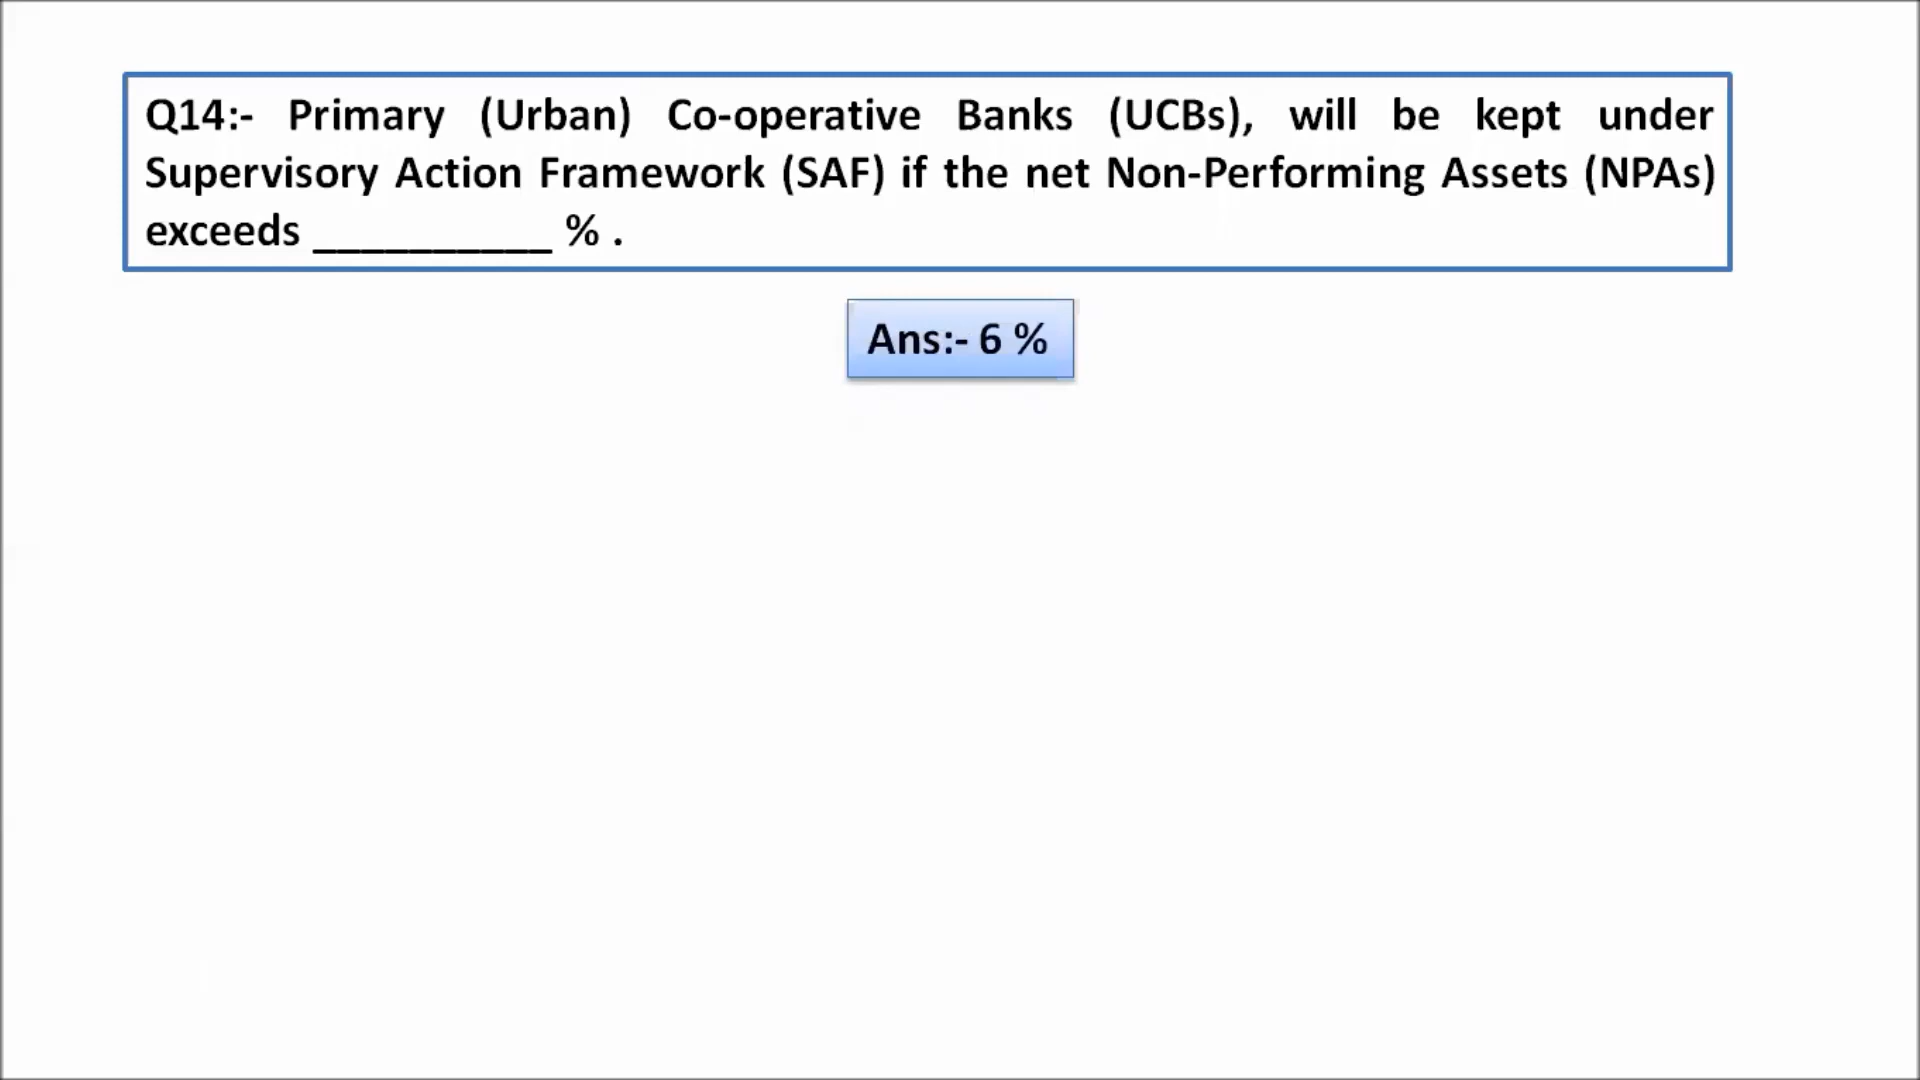 Q14:- Primary (Urban) Co-operative Banks (UCBs), will be kept under
Supervisory Action Framework (SAF) if the net Non-Performing Assets (NPAs)
exceeds __________ % .
Ans:- 6 %